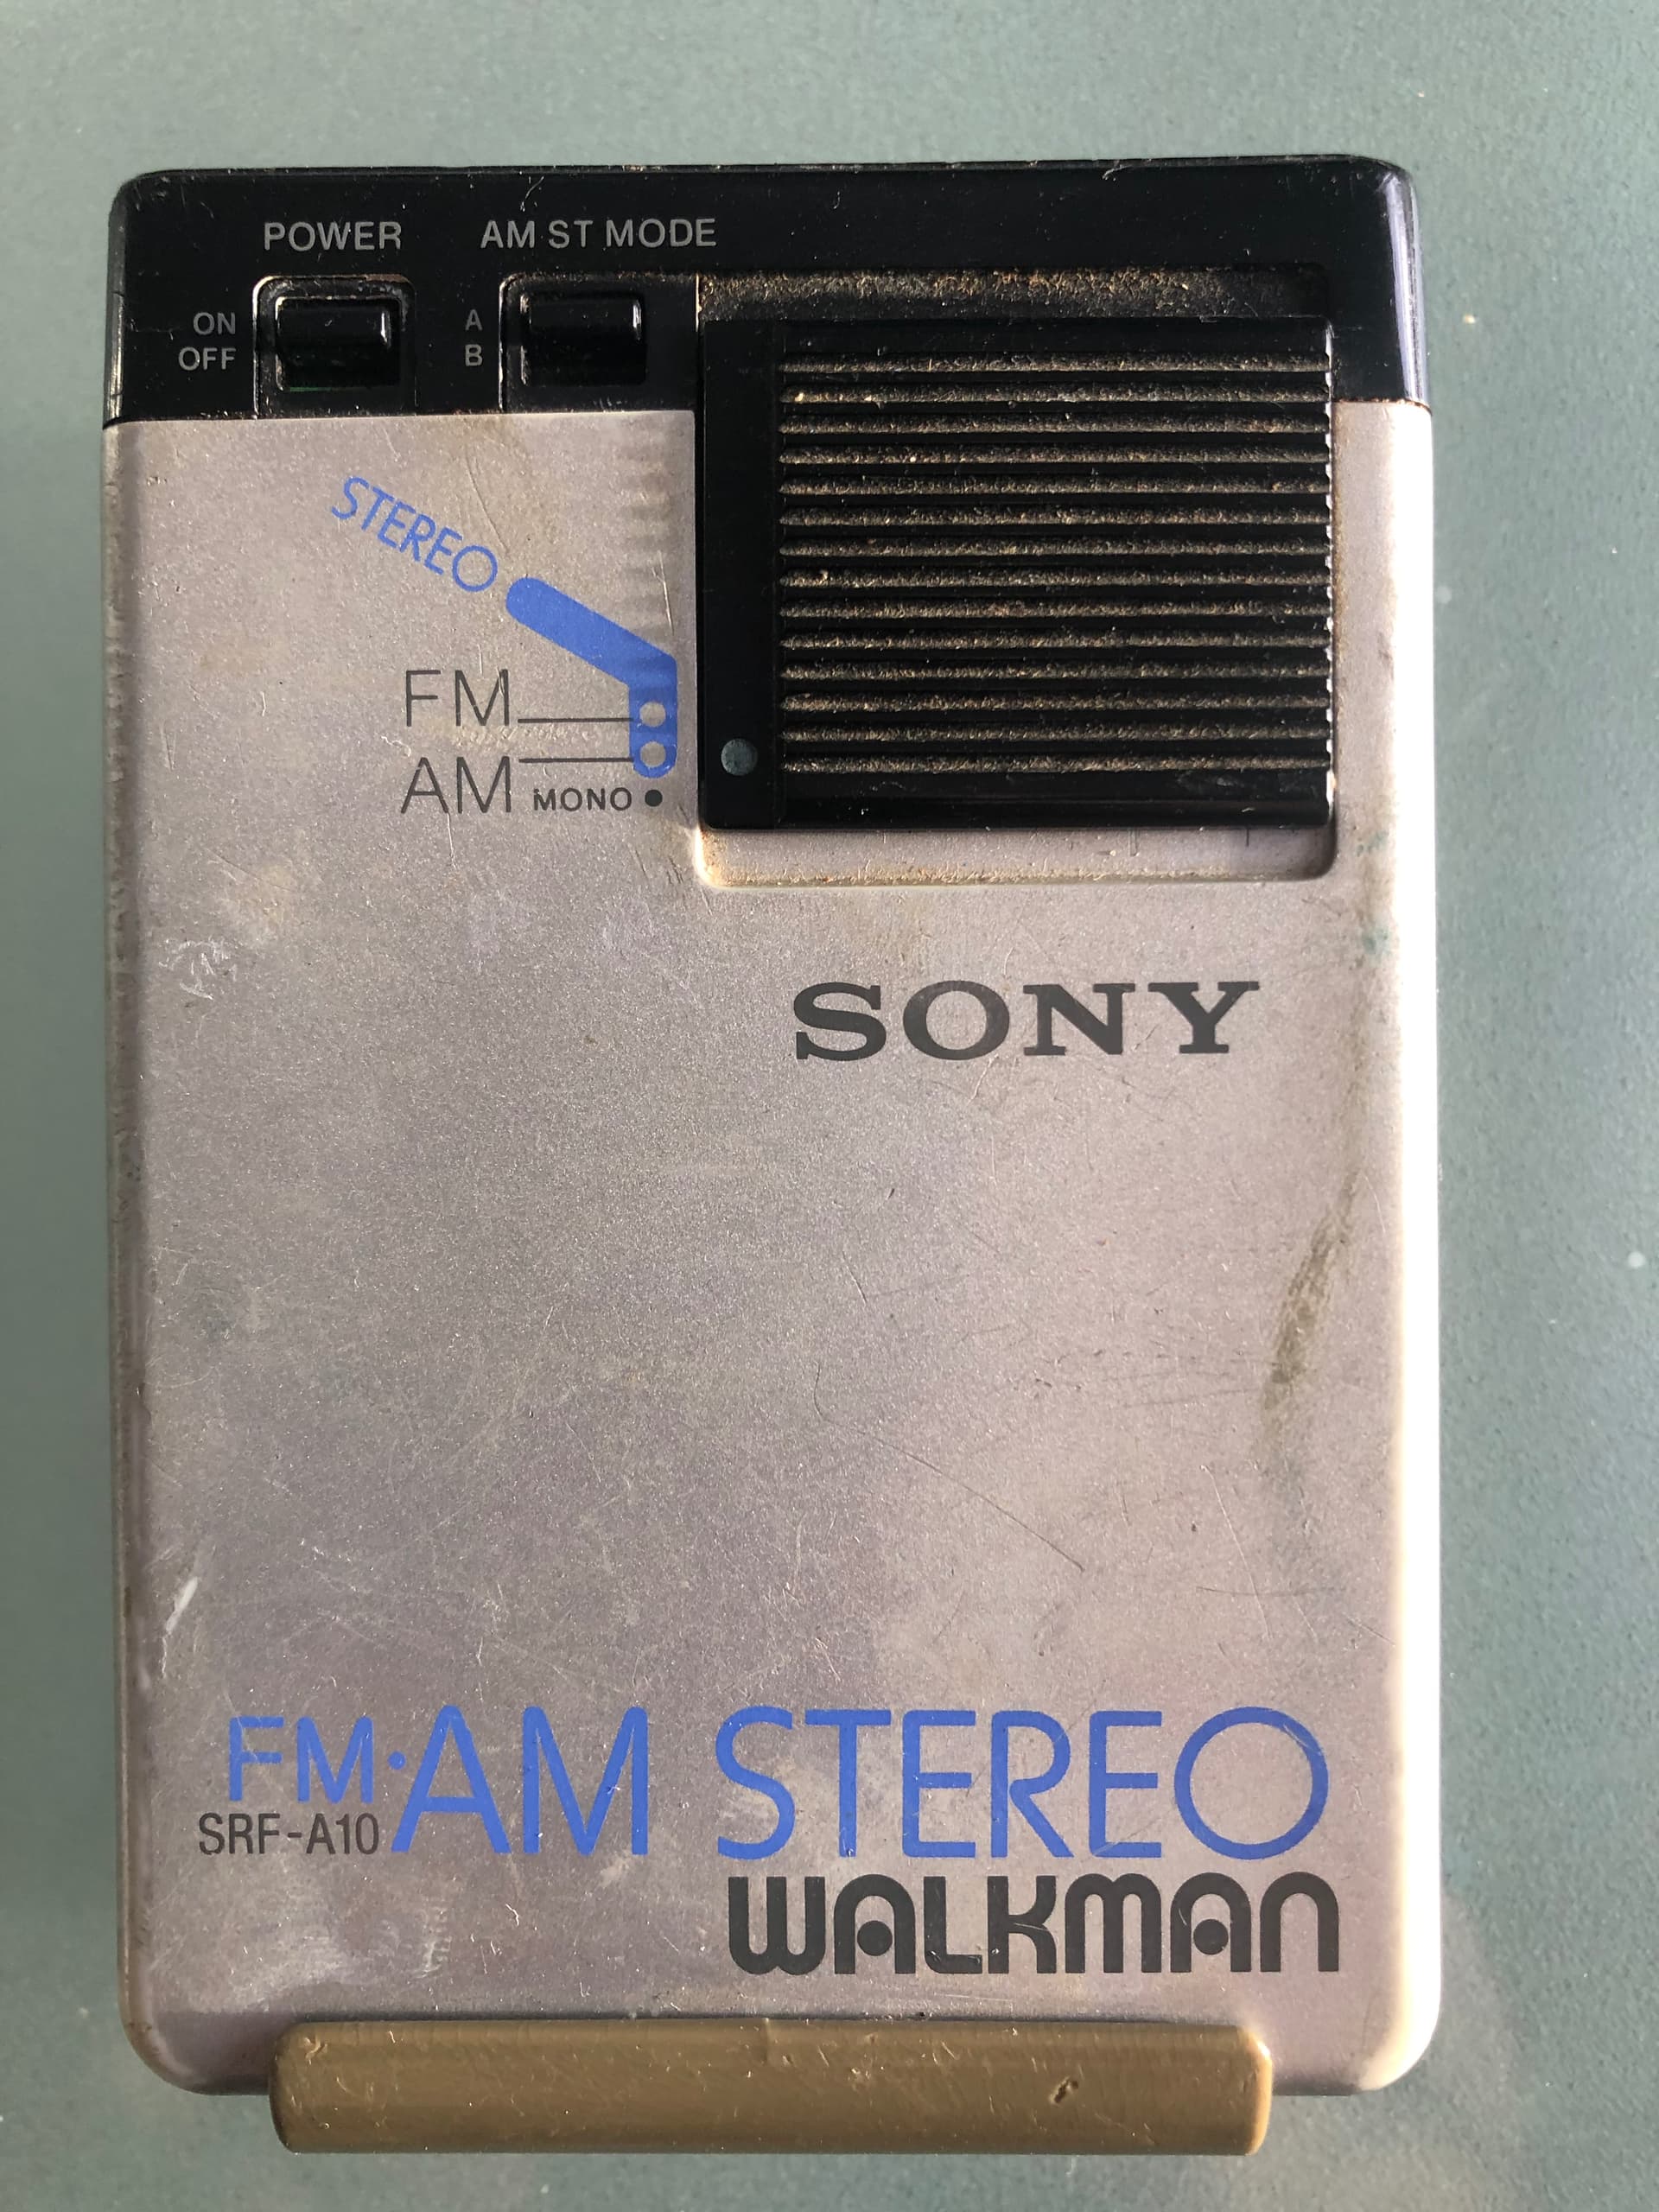 POWER AM ST MODE
ON A
OFF B
STEREO
FM
AM MONO
SONY
FM·AM STEREO
SRF-A10
WALKMAN